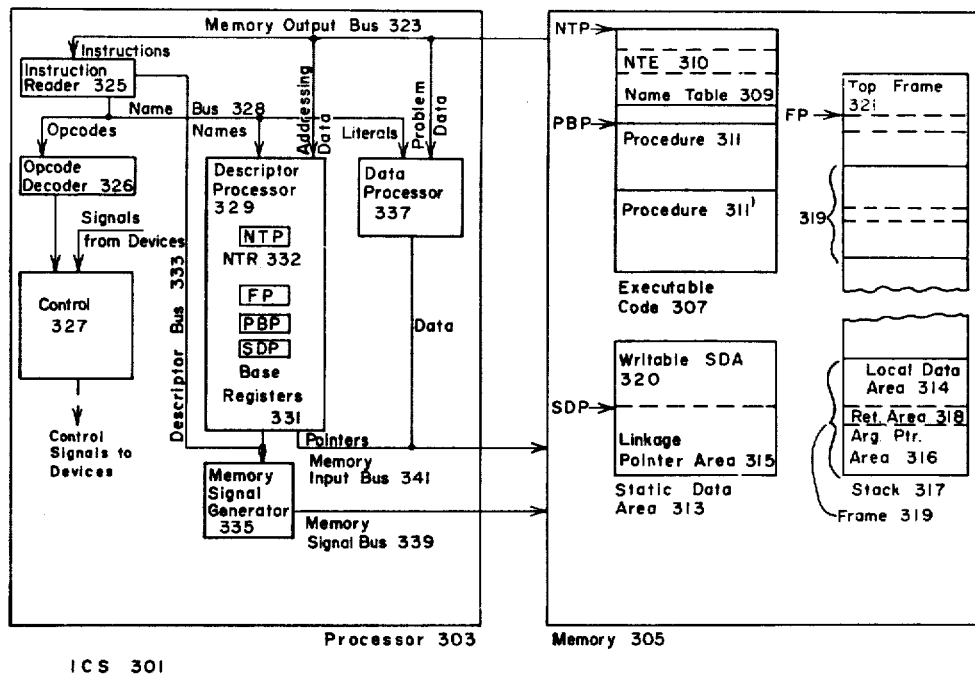 Memory Output Bus 323
Instructions
Instruction
Reader 325
Name Bus 328
Opcodes
Names
Addressing
Data
Literals
Problem
Data
Opcode
Decoder 326
Signals
from Devices
Control
327
Control
Signals to
Devices
Descriptor Bus 333
Descriptor
Processor
329
NTP
NTR 332
FP
PBP
SDP
Base
Registers
331
Data
Processor
337
Data
Pointers
Memory
Input Bus 341
Memory
Signal
Generator
335
Memory
Signal Bus 339
Processor 303
ICS 301
NTP
NTE 310
Name Table 309
PBP
Procedure 311
Procedure 311'
Executable
Code 307
Writable SDA
320
SDP
Linkage
Pointer Area 315
Static Data
Area 313
Top Frame
321
FP
319
Local Data
Area 314
Ret. Area 318
Arg. Ptr.
Area 316
Stack 317
Frame 319
Memory 305